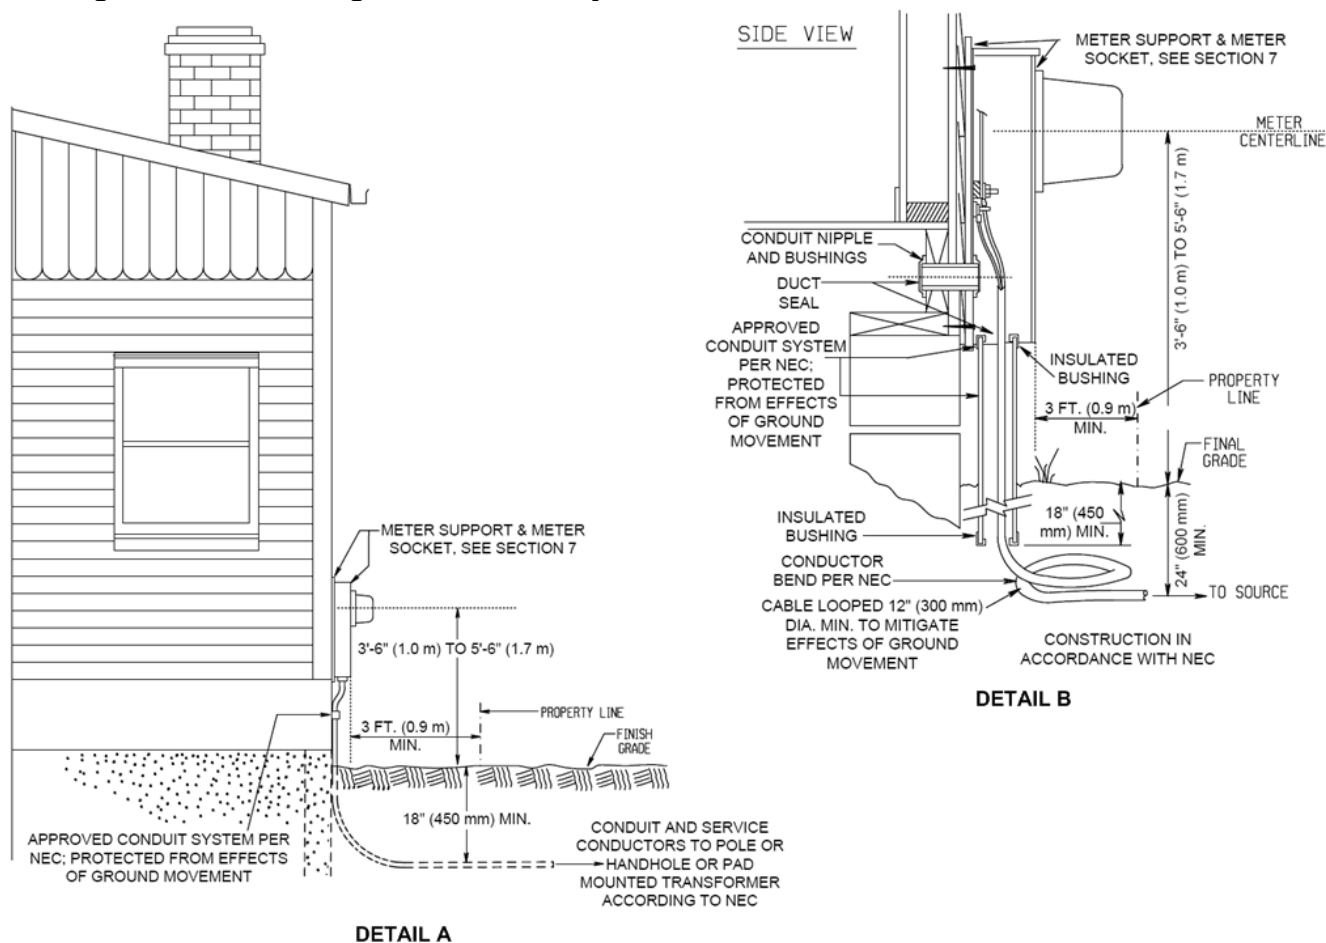 SIDE VIEW
METER SUPPORT & METER
SOCKET, SEE SECTION 7
METER
CENTERLINE
3'-6" (1.0 m) TO 5'-6" (1.7 m)
CONDUIT NIPPLE
AND BUSHINGS
DUCT
SEAL
APPROVED
CONDUIT SYSTEM
PER NEC;
PROTECTED
FROM EFFECTS
OF GROUND
MOVEMENT
INSULATED
BUSHING
PROPERTY
LINE
3 FT. (0.9 m)
MIN.
FINAL
GRADE
18" (450
mm) MIN.
24" (600 mm)
MIN.
INSULATED
BUSHING
CONDUCTOR
BEND PER NEC
CABLE LOOPED 12" (300 mm)
DIA. MIN. TO MITIGATE
EFFECTS OF GROUND
MOVEMENT
TO SOURCE
CONSTRUCTION IN
ACCORDANCE WITH NEC
DETAIL B
METER SUPPORT & METER
SOCKET, SEE SECTION 7
3'-6" (1.0 m) TO 5'-6" (1.7 m)
3 FT. (0.9 m)
MIN.
PROPERTY LINE
FINISH
GRADE
18" (450 mm) MIN.
APPROVED CONDUIT SYSTEM PER
NEC; PROTECTED FROM EFFECTS
OF GROUND MOVEMENT
CONDUIT AND SERVICE
CONDUCTORS TO POLE OR
HANDHOLE OR PAD
MOUNTED TRANSFORMER
ACCORDING TO NEC
DETAIL A